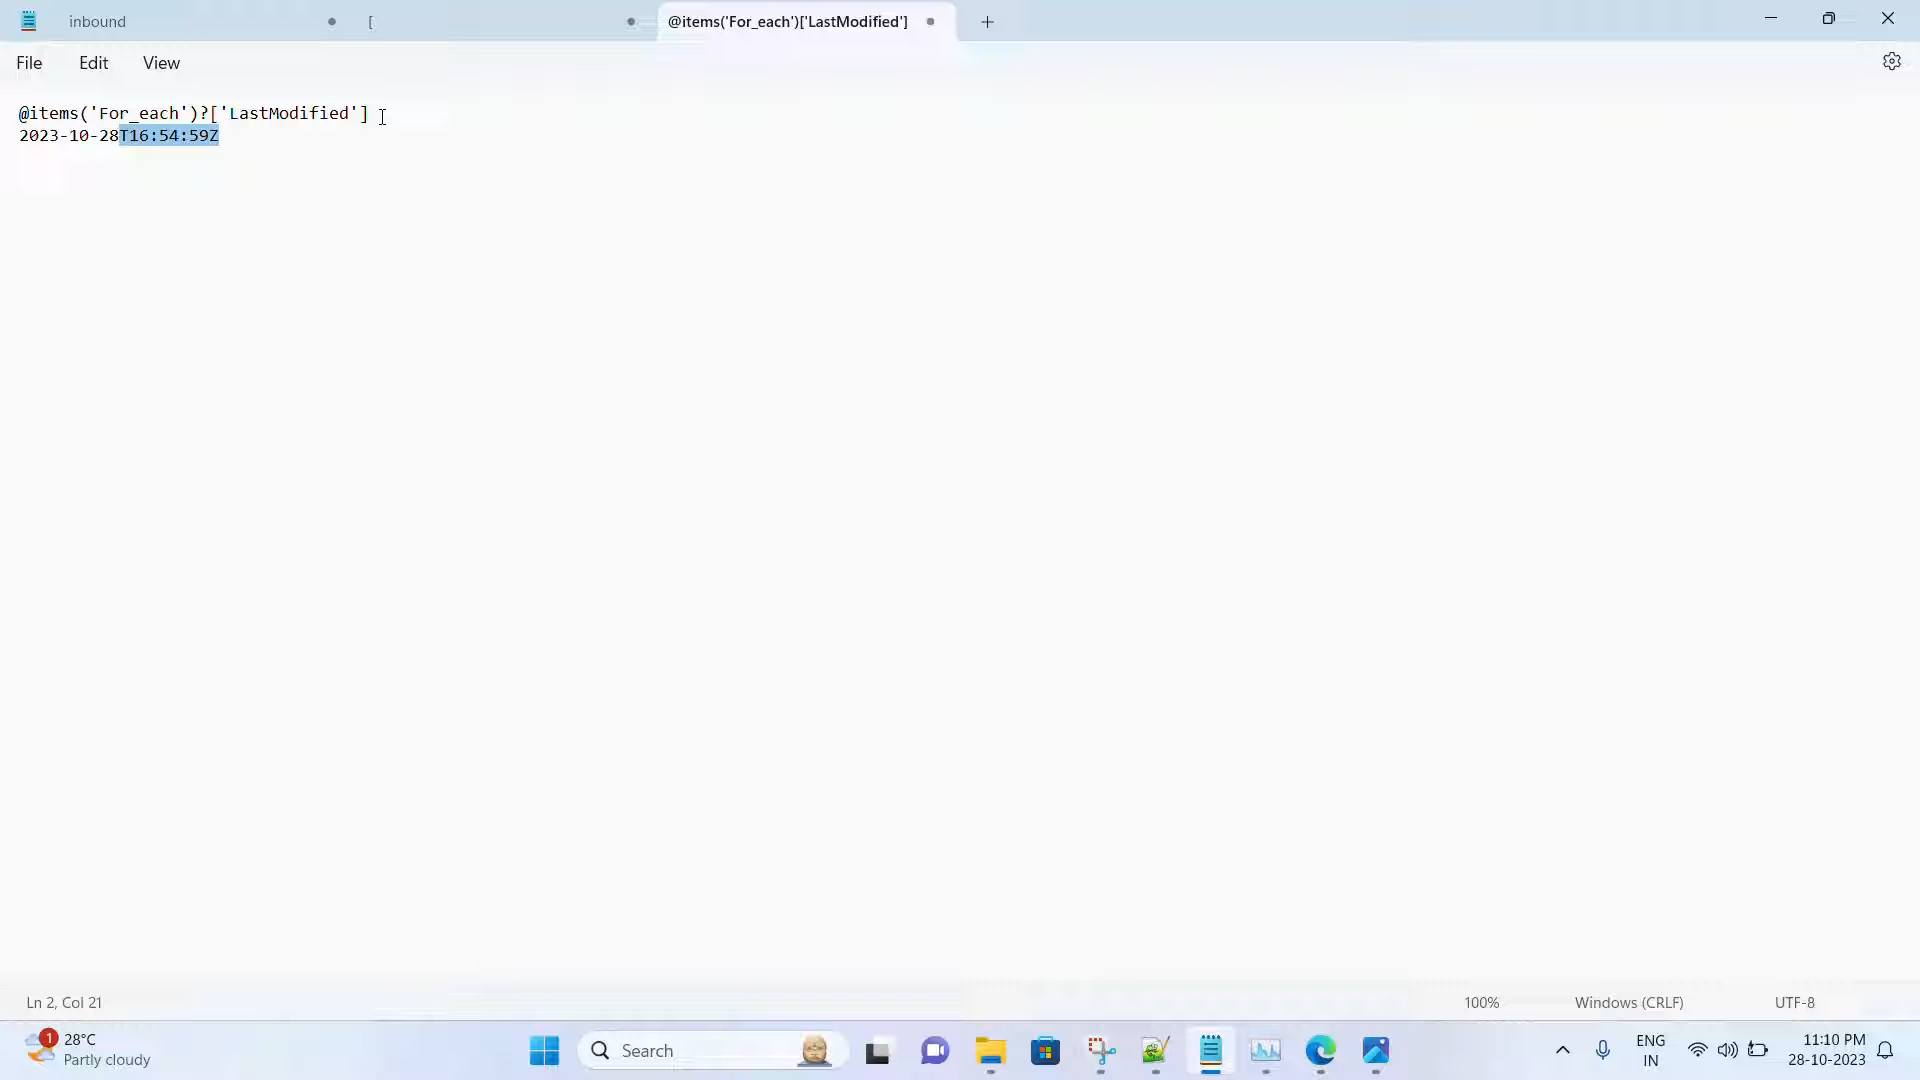 inbound
[
@items('For_each')['LastModified']
File
Edit
View
@items('For_each')?['LastModified']
2023-10-28T16:54:59Z
Ln 2, Col 21
100%
Windows (CRLF)
UTF-8
1
28°C
Partly cloudy
Search
ENG
IN
11:10 PM
28-10-2023